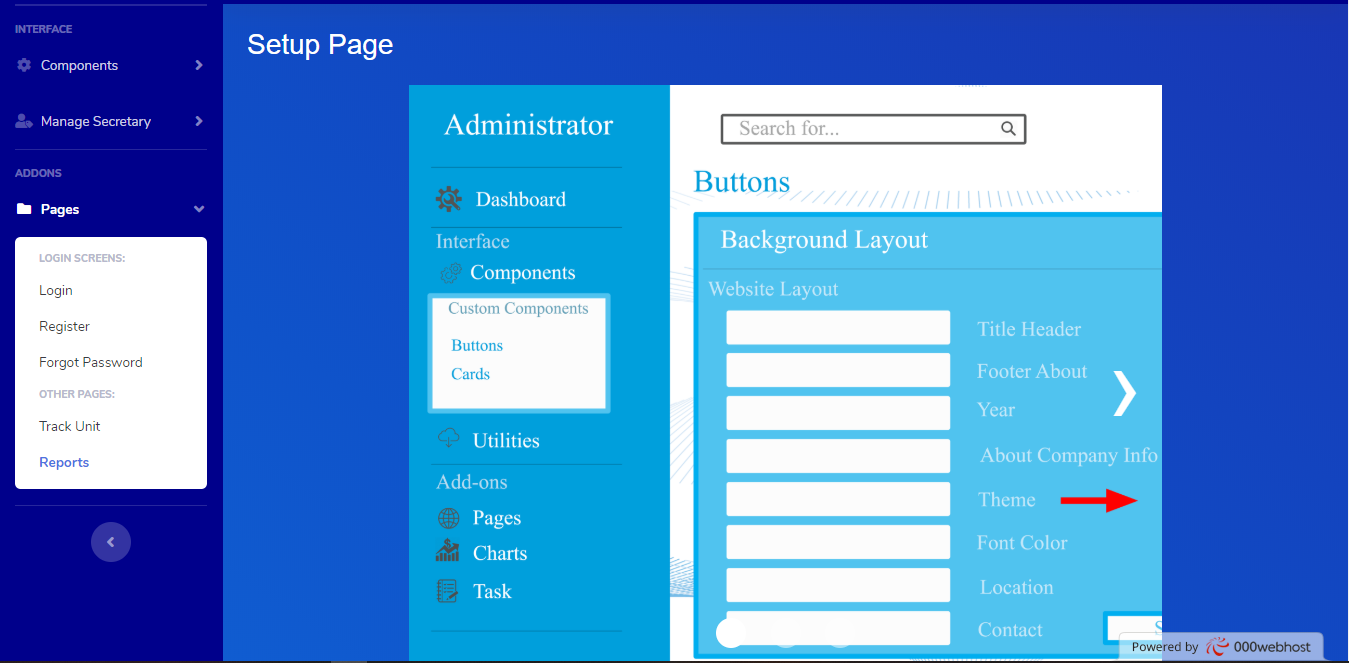 INTERFACE
Components
Manage Secretary
ADDONS
Pages
LOGIN SCREENS:
Login
Register
Forgot Password
OTHER PAGES:
Track Unit
Reports
Setup Page
Administrator
Dashboard
Interface
Components
Custom Components
Buttons
Cards
Utilities
Add-ons
Pages
Charts
Task
Search for...
Buttons
Background Layout
Website Layout
Title Header
Footer About
Year
About Company Info
Theme
Font Color
Location
Contact
Powered by 000webhost